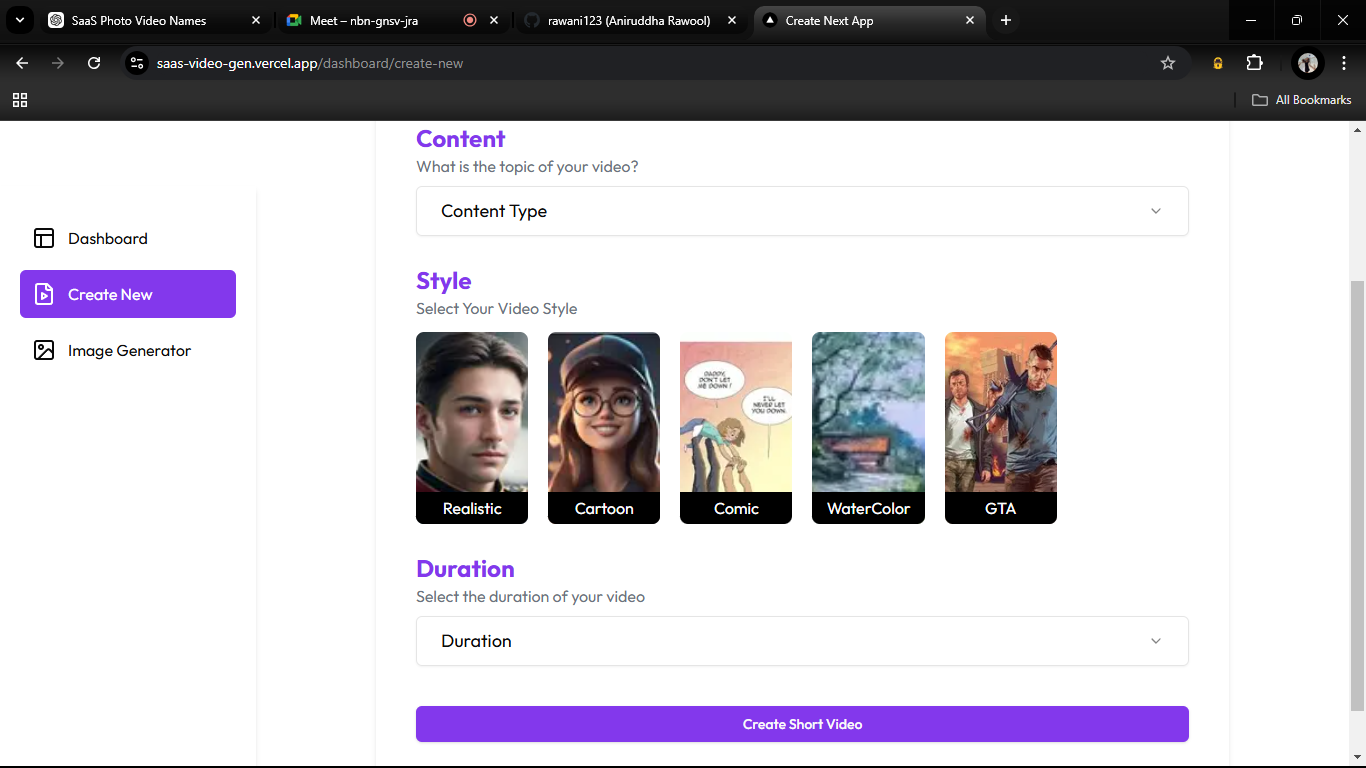 SaaS Photo Video Names
Meet – nbn-gnsv-jra
rawani123 (Aniruddha Rawool)
Create Next App
saas-video-gen.vercel.app/dashboard/create-new
All Bookmarks
Dashboard
Create New
Image Generator
Content
What is the topic of your video?
Content Type
Style
Select Your Video Style
DADDY,
DON'T LET
ME DOWN!
I'LL
NEVER LET
YOU DOWN.
Realistic
Cartoon
Comic
WaterColor
GTA
Duration
Select the duration of your video
Duration
Create Short Video